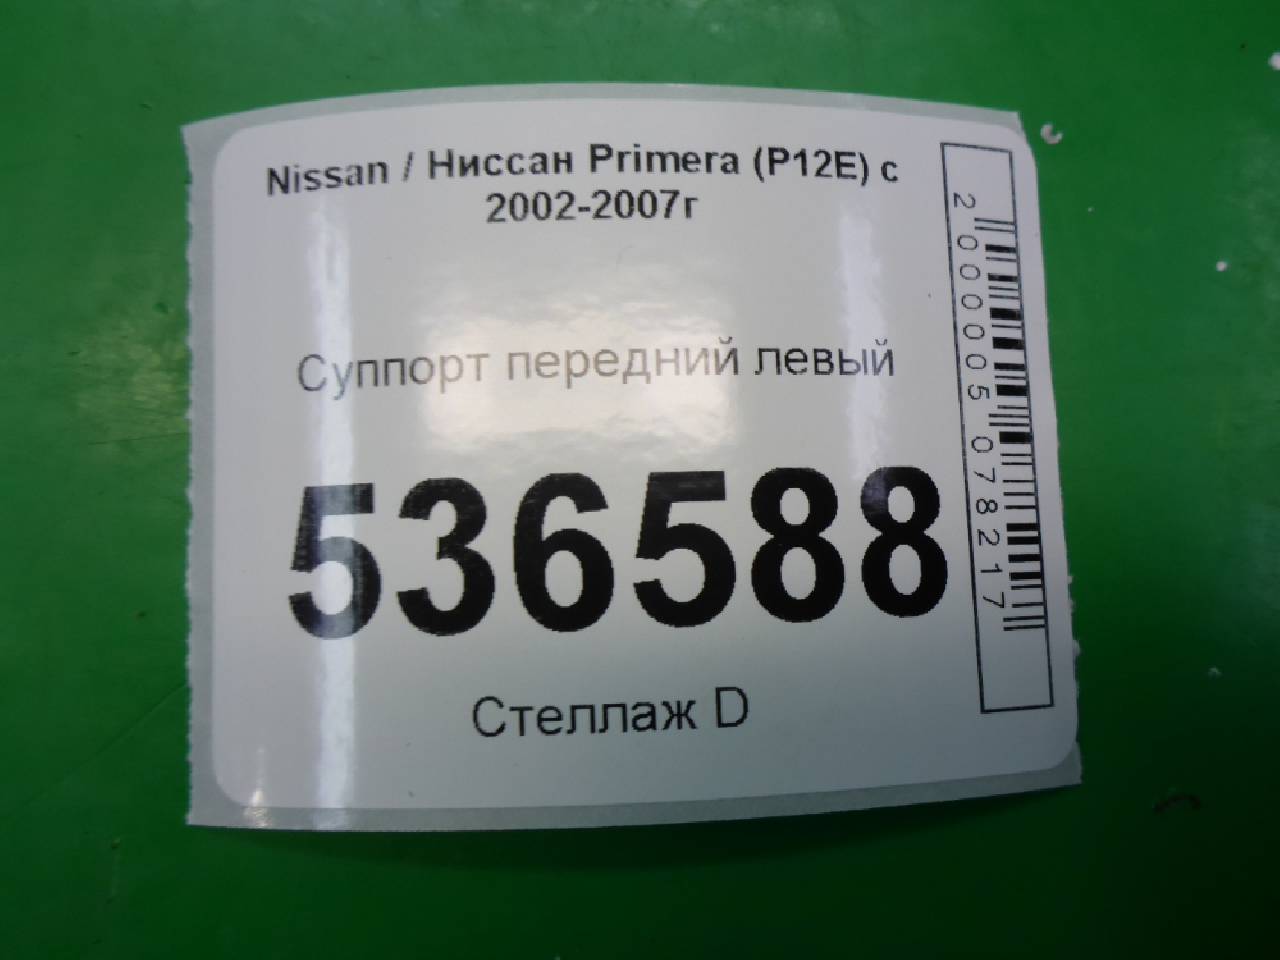 Nissan / Ниссан Primera (P12E) с
2002-2007г
Суппорт передний левый
536588
Стеллаж D
2000005078217